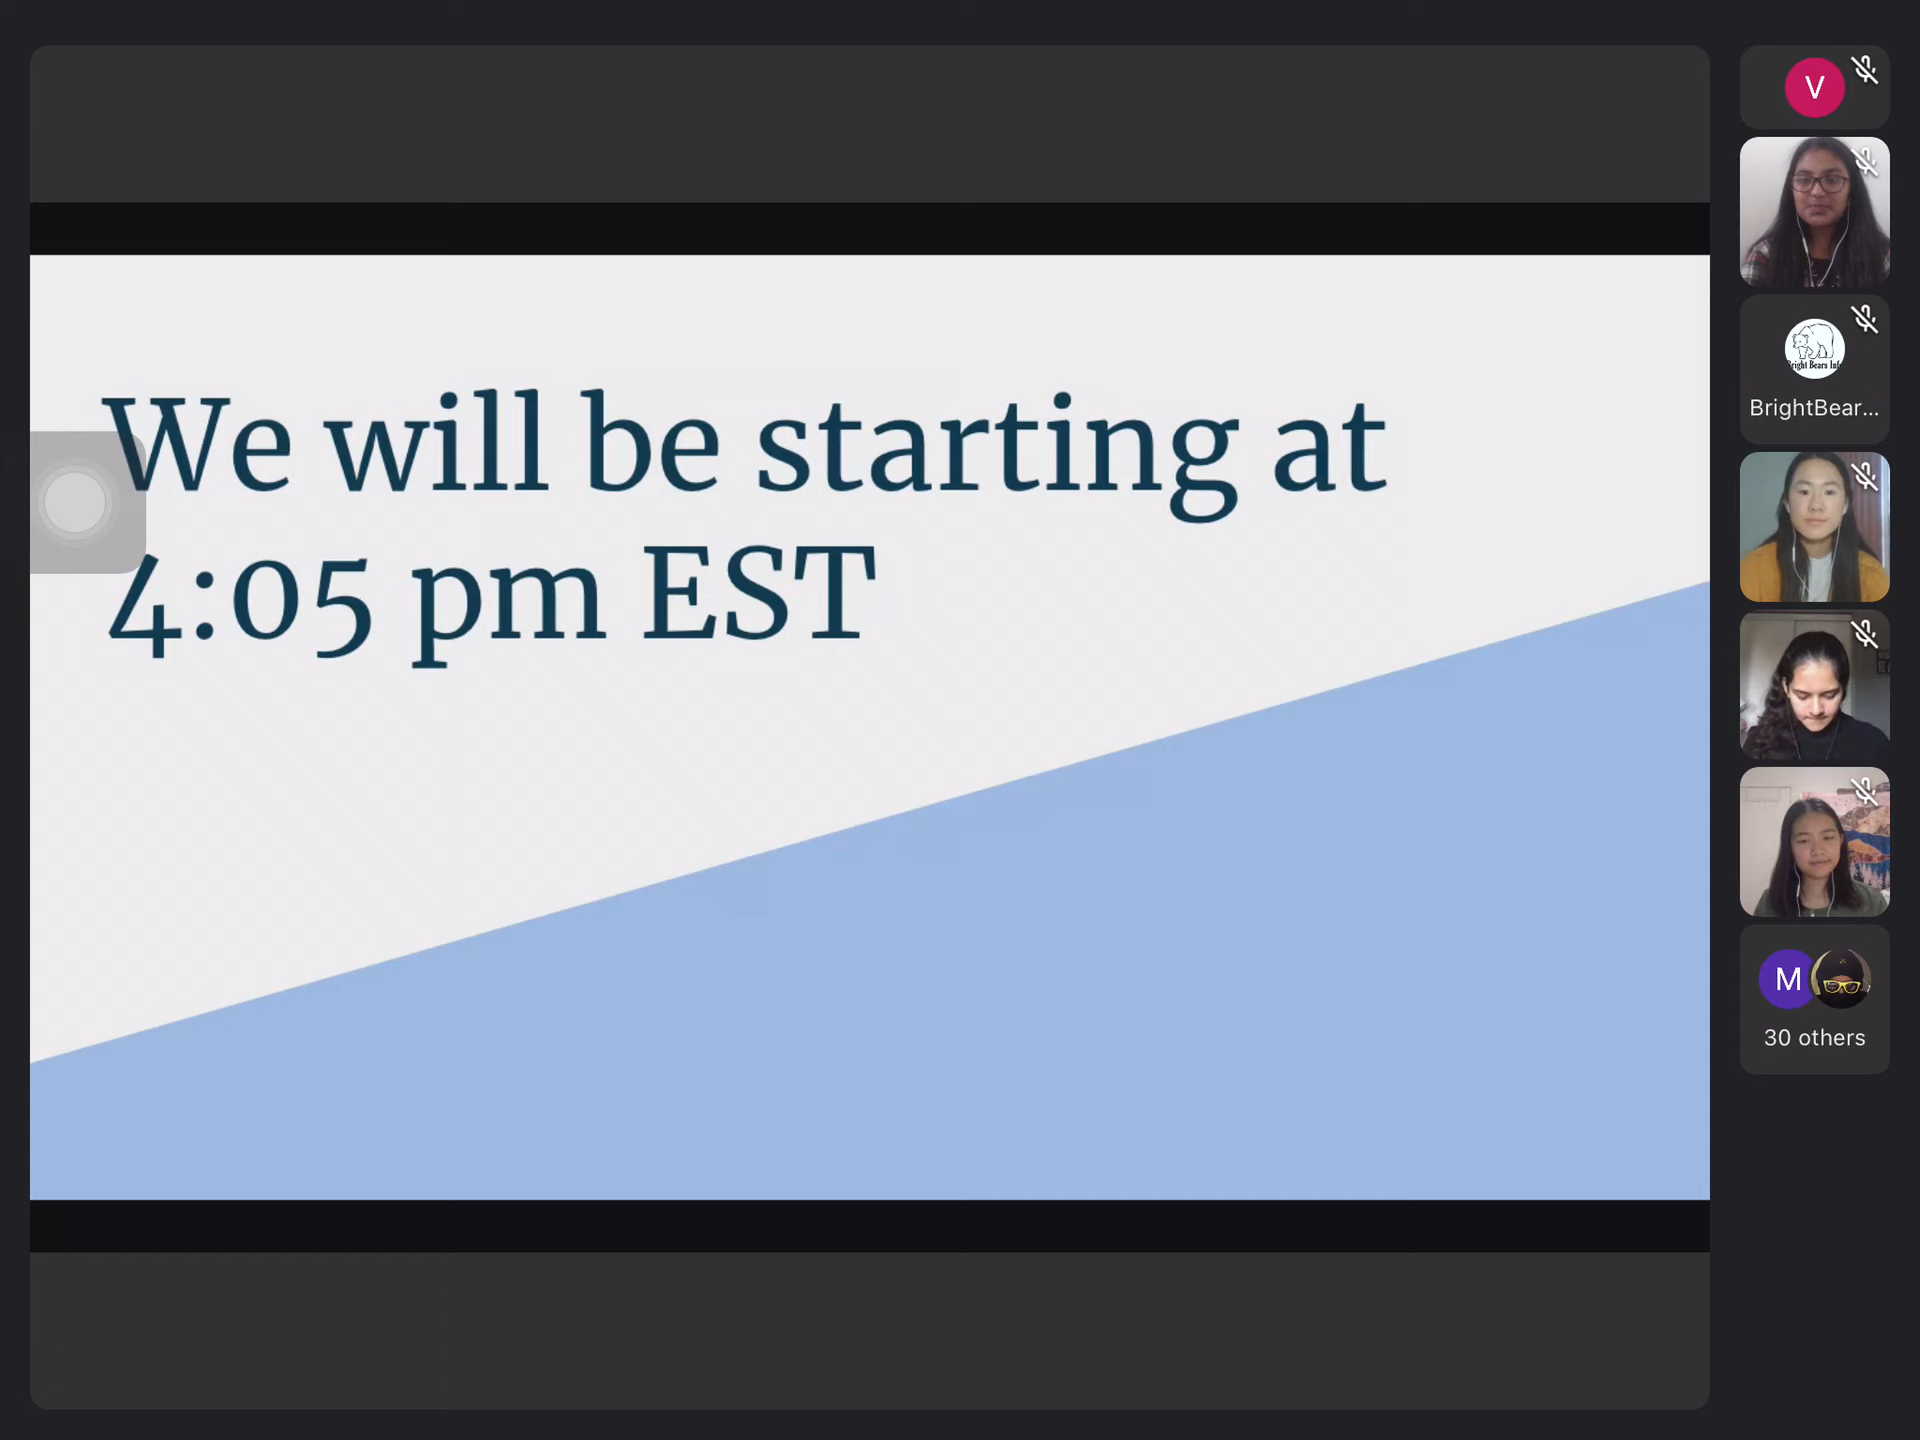 We will be starting at
4:05 pm EST
V
BrightBear...
M
30 others